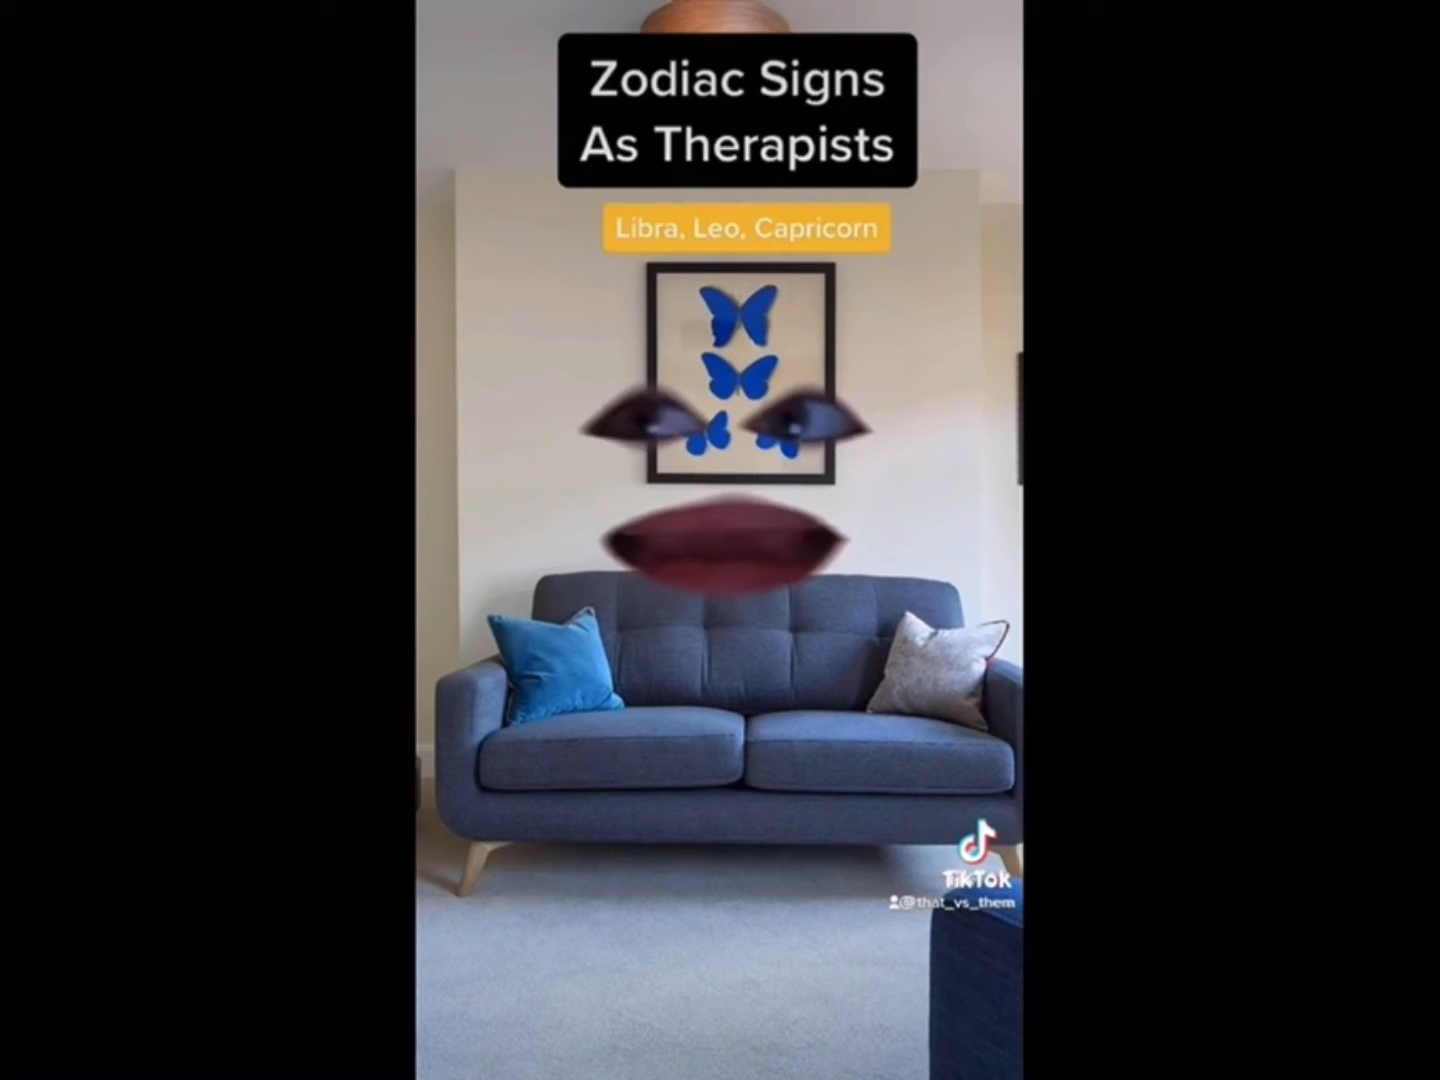 Zodiac Signs
As Therapists
Libra, Leo, Capricorn
TikTok
@that_vs_them